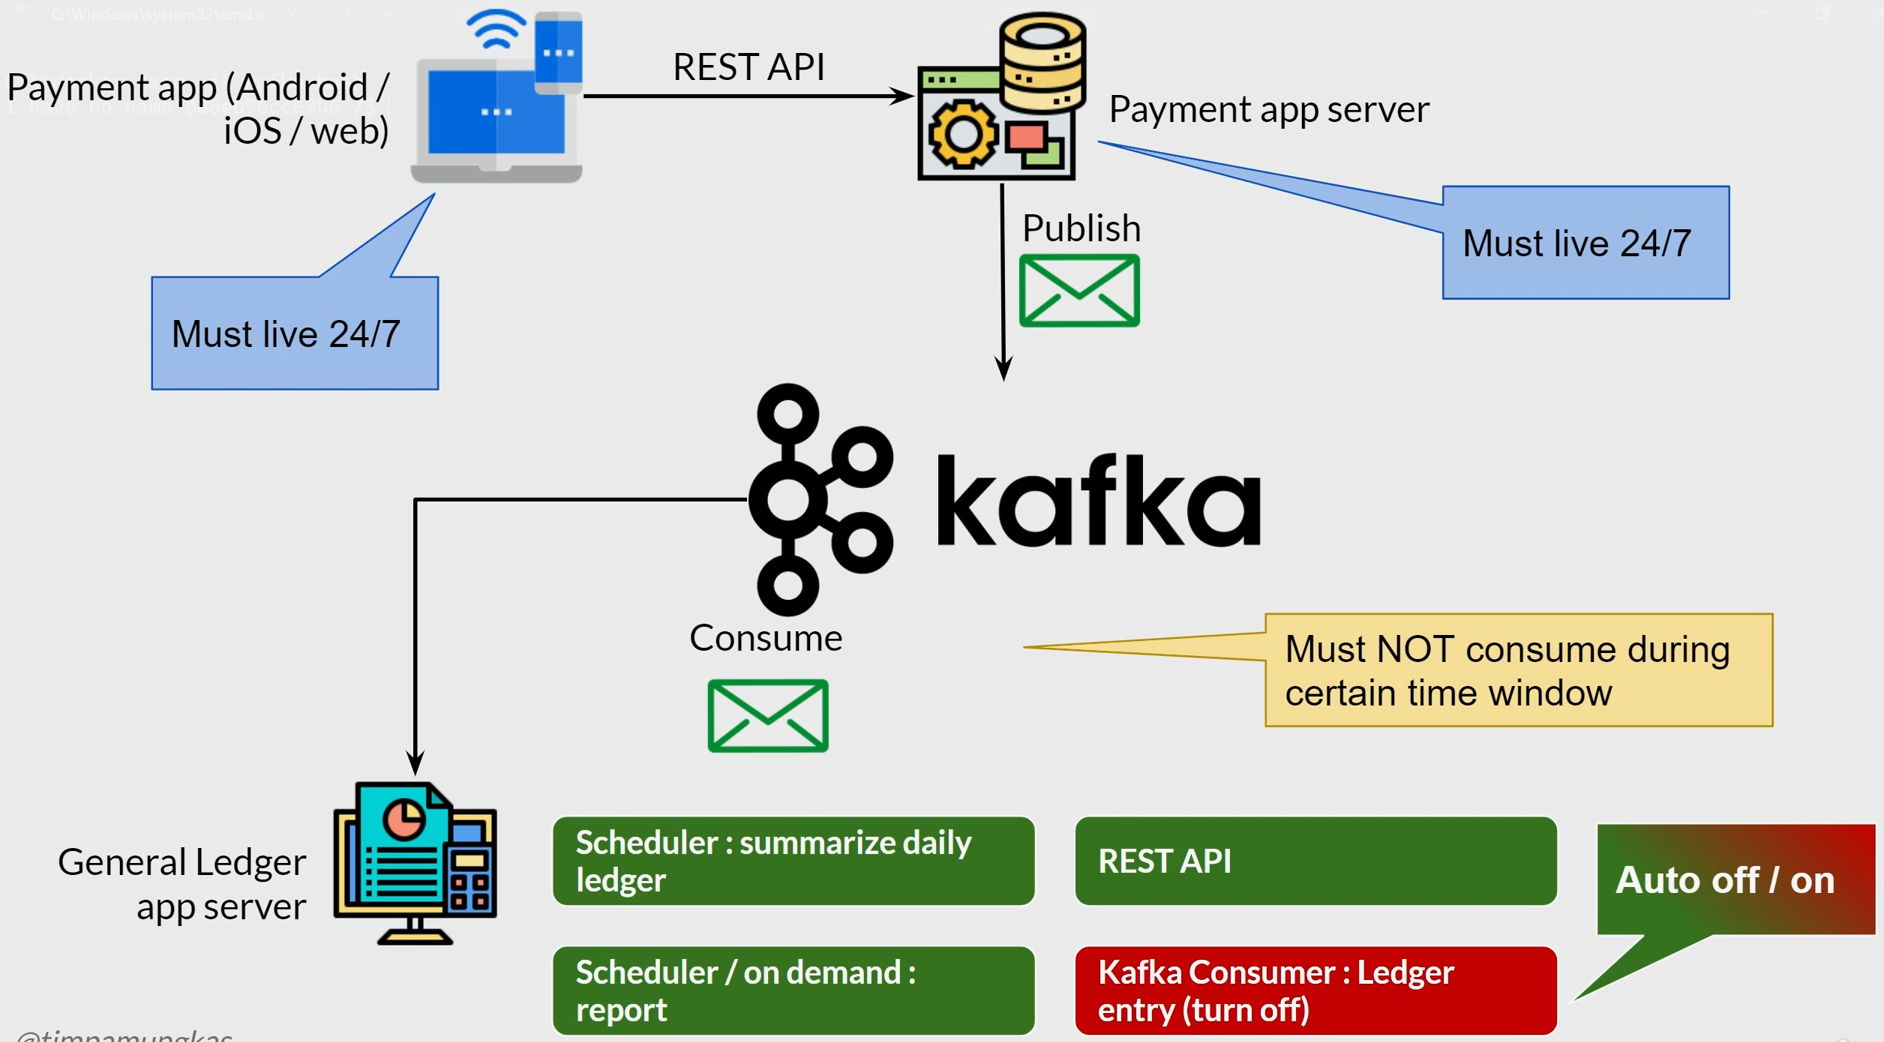 C:\Windows\system32\cmd.e
Payment app (Android /
iOS / web)
REST API
Payment app server
Must live 24/7
Publish
Must live 24/7
kafka
Consume
Must NOT consume during
certain time window
General Ledger
app server
Scheduler : summarize daily
ledger
REST API
Auto off / on
Scheduler / on demand :
report
Kafka Consumer : Ledger
entry (turn off)
@timpamungkas